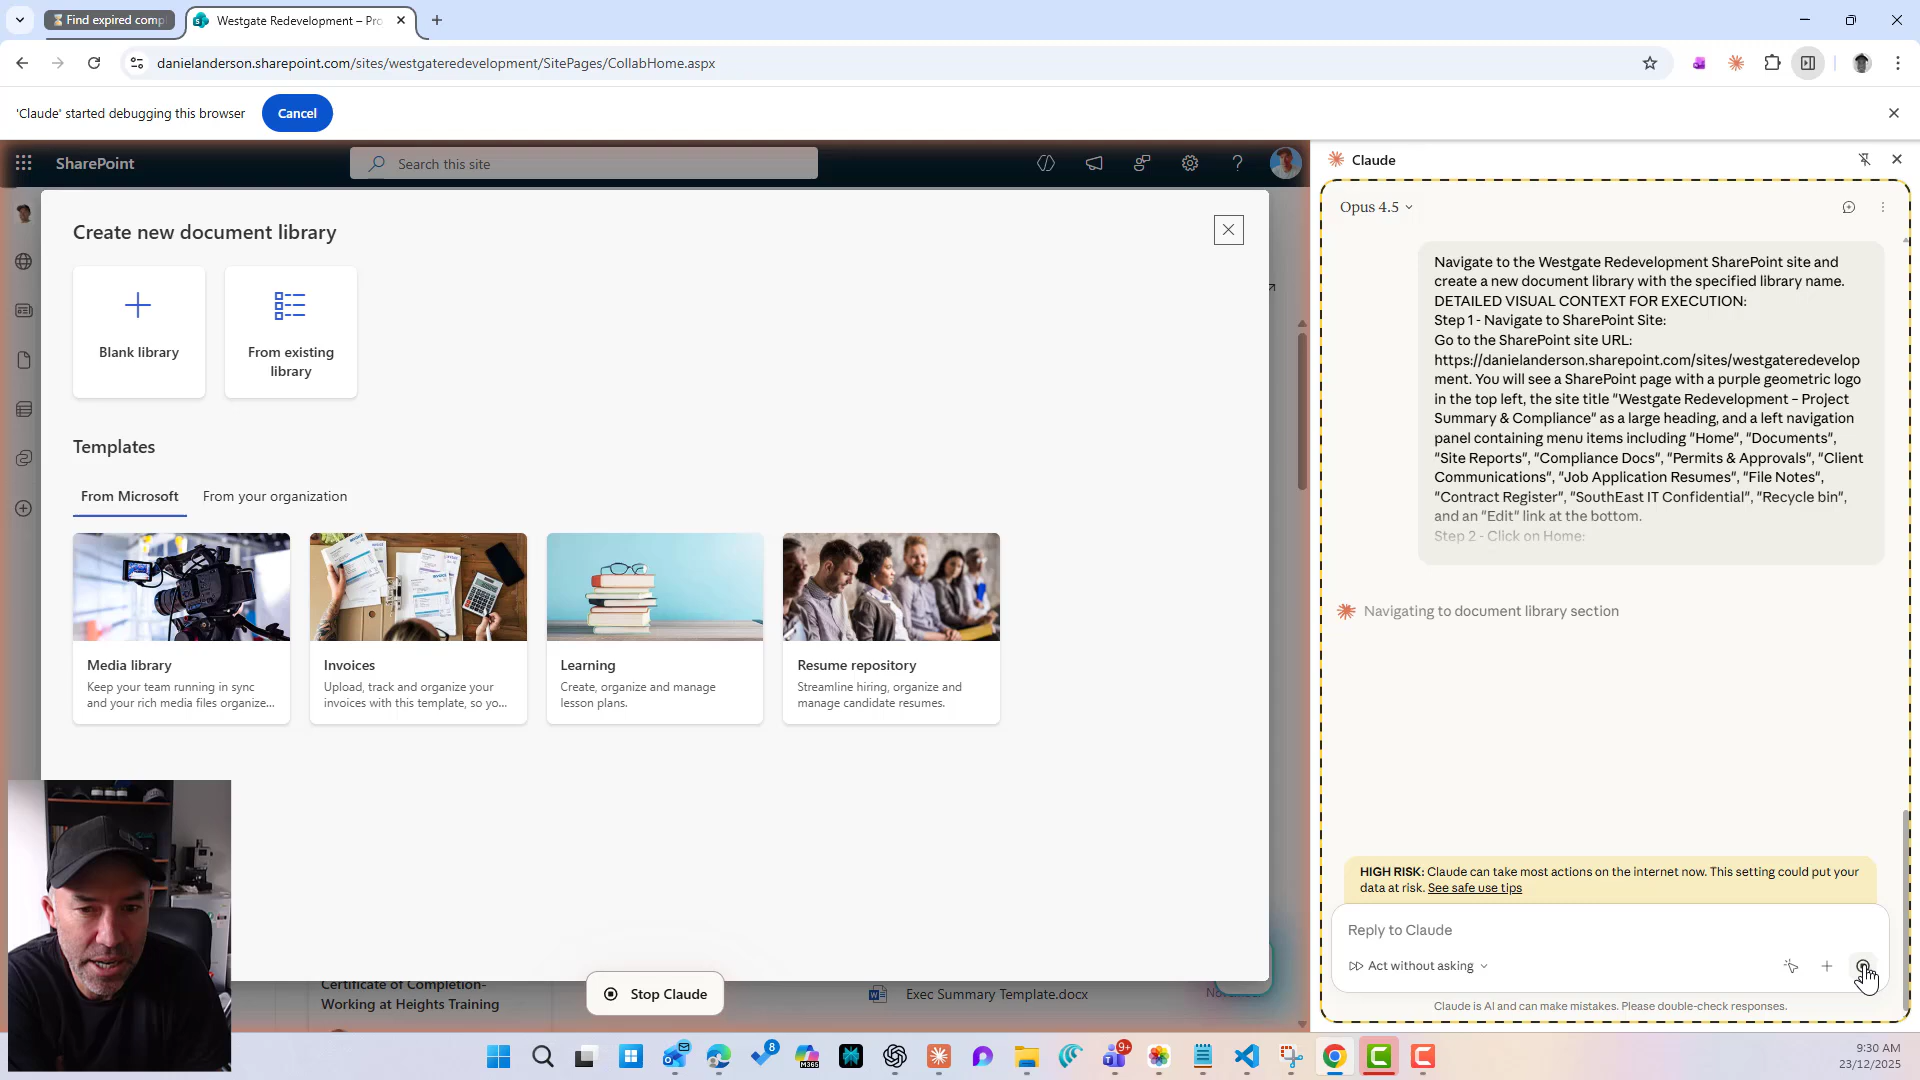 Find expired comp
Westgate Redevelopment – Pro
danielanderson.sharepoint.com/sites/westgateredevelopment/SitePages/CollabHome.aspx
'Claude' started debugging this browser
Cancel
SharePoint
Search this site
Create new document library
Blank library
From existing
library
Templates
From Microsoft
From your organization
Media library
Keep your team running in sync
and your rich media files organize...
Invoices
Upload, track and organize your
invoices with this template, so yo...
Learning
Create, organize and manage
lesson plans.
Resume repository
Streamline hiring, organize and
manage candidate resumes.
Certificate of Completion-
Working at Heights Training
Stop Claude
Exec Summary Template.docx
Claude
Opus 4.5
Navigate to the Westgate Redevelopment SharePoint site and
create a new document library with the specified library name.
DETAILED VISUAL CONTEXT FOR EXECUTION:
Step 1 - Navigate to SharePoint Site:
Go to the SharePoint site URL:
https://danielanderson.sharepoint.com/sites/westgateredevelop
ment. You will see a SharePoint page with a purple geometric logo
in the top left, the site title "Westgate Redevelopment – Project
Summary & Compliance" as a large heading, and a left navigation
panel containing menu items including "Home", "Documents",
"Site Reports", "Compliance Docs", "Permits & Approvals", "Client
Communications", "Job Application Resumes", "File Notes",
"Contract Register", "SouthEast IT Confidential", "Recycle bin",
and an "Edit" link at the bottom.
Step 2 - Click on Home:
Navigating to document library section
HIGH RISK: Claude can take most actions on the internet now. This setting could put your
data at risk. See safe use tips
Reply to Claude
Act without asking
Claude is AI and can make mistakes. Please double-check responses.
8
M365
9+
9:30 AM
23/12/2025